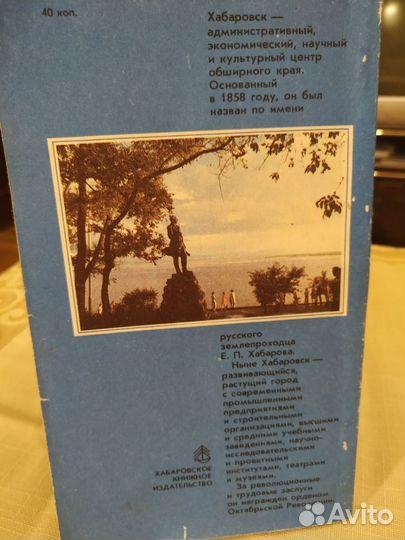 40 коп.
Хабаровск —
административный,
экономический, научный
и культурный центр
обширного края.
Основанный
в 1858 году, он был
назван по имени
русского
землепроходца
Е. П. Хабарова.
Ныне Хабаровск —
развивающийся,
растущий город
с современными
промышленными
предприятиями
и строительными
организациями, высшими
и средними учебными
заведениями, научно-
исследовательскими
и проектными
институтами, театрами
и музеями.
За революционные
и трудовые заслуги
он награжден орденом
Октябрьской Революции.
ХАБАРОВСКОЕ
КНИЖНОЕ
ИЗДАТЕЛЬСТВО
Avito